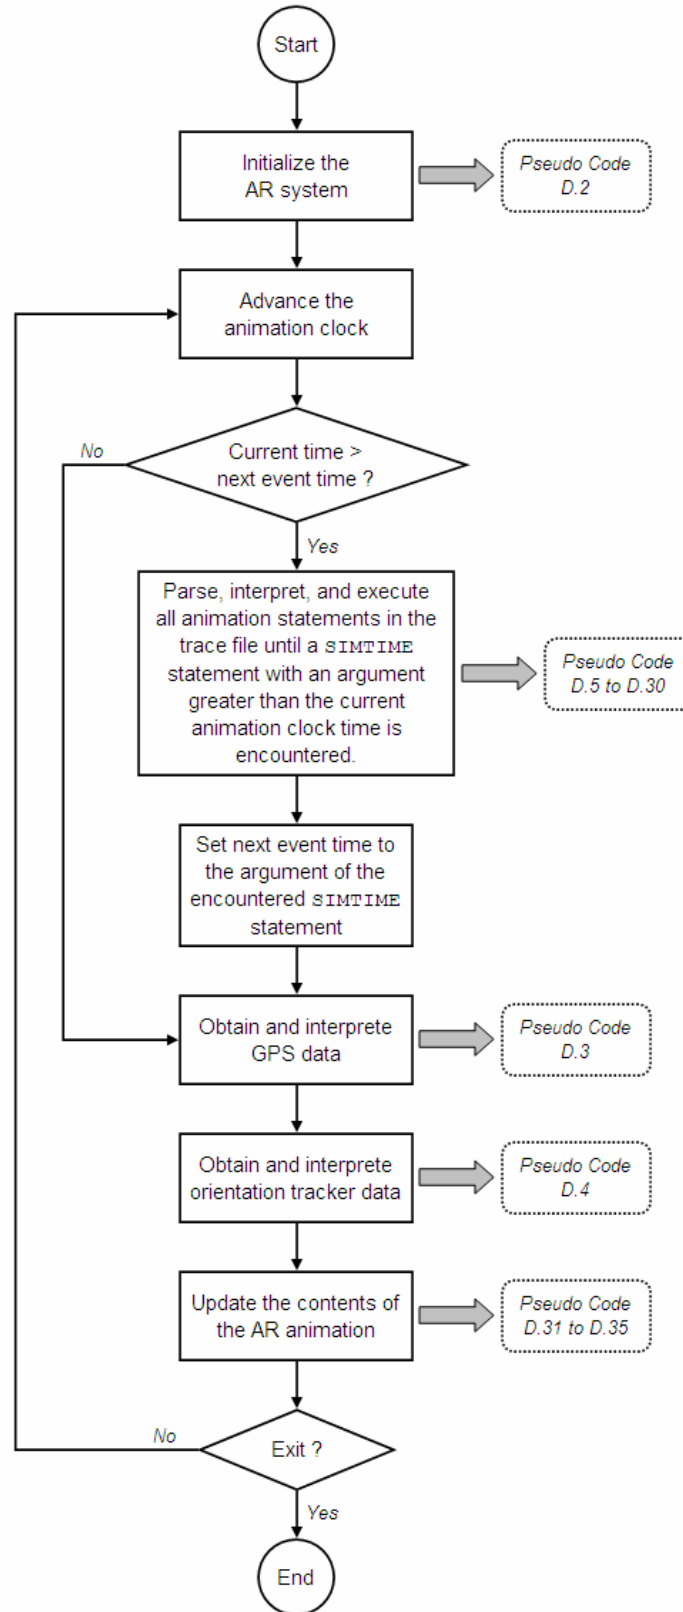 Start
Initialize the
AR system
Pseudo Code
D.2
Advance the
animation clock
No
Current time >
next event time ?
Yes
Parse, interpret, and execute
all animation statements in the
trace file until a SIMTIME
statement with an argument
greater than the current
animation clock time is
encountered.
Pseudo Code
D.5 to D.30
Set next event time to
the argument of the
encountered SIMTIME
statement
Obtain and interprete
GPS data
Pseudo Code
D.3
Obtain and interprete
orientation tracker data
Pseudo Code
D.4
Update the contents of
the AR animation
Pseudo Code
D.31 to D.35
No
Exit ?
Yes
End